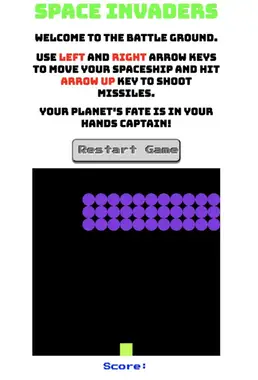 SPACE INVADERS
WELCOME TO THE BATTLE GROUND.
USE LEFT AND RIGHT ARROW KEYS
TO MOVE YOUR SPACESHIP AND HIT
ARROW UP KEY TO SHOOT
MISSILES.
YOUR PLANET'S FATE IS IN YOUR
HANDS CAPTAIN!
Restart Game
Score: